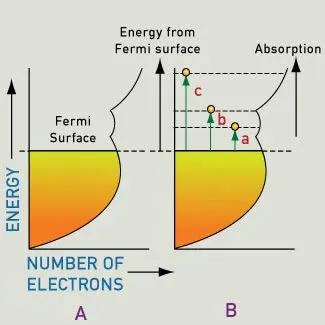 Energy from
Fermi surface
Absorption
Fermi
Surface
c
b
a
ENERGY
NUMBER OF
ELECTRONS
A
B